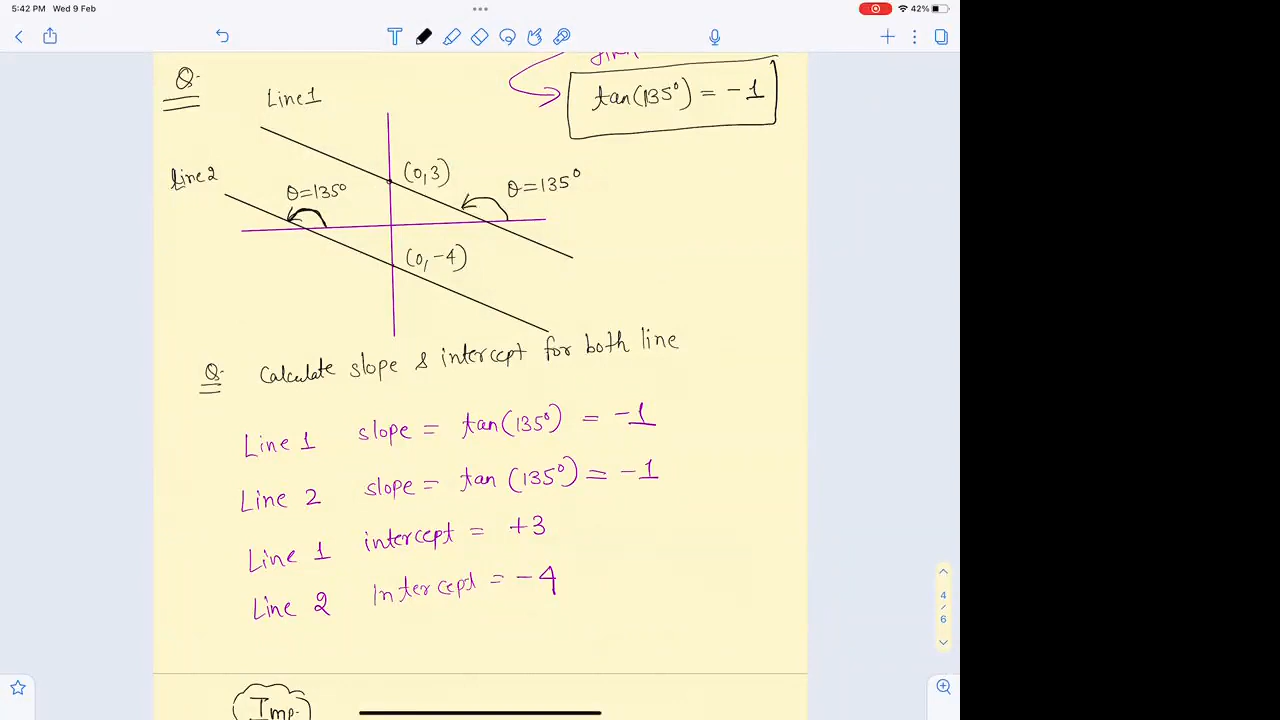 5:42 PM Wed 9 Feb
42%
Q.
Line 1
tan(135°) = -1
Line 2
(0,3)
θ=135°
θ=135°
(0,-4)
Q. Calculate slope & intercept for both line
Line 1 slope = tan(135°) = -1
Line 2 slope = tan (135°) = -1
Line 1 intercept = +3
Line 2 Intercept = -4
4
/
6
Imp.